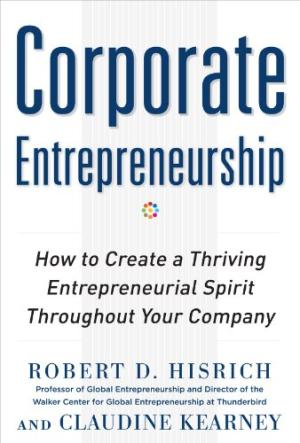 Corporate
Entrepreneurship
How to Create a Thriving
Entrepreneurial Spirit
Throughout Your Company
ROBERT D. HISRICH
Professor of Global Entrepreneurship and Director of the
Walker Center for Global Entrepreneurship at Thunderbird
AND CLAUDINE KEARNEY